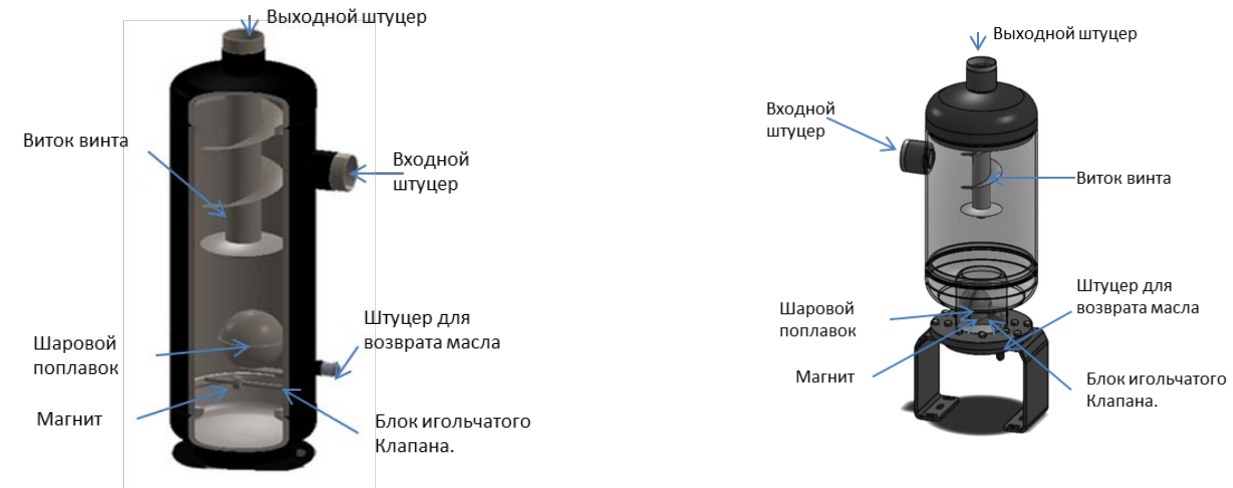 Выходной штуцер
Виток винта
Входной
штуцер
Штуцер для
возврата масла
Шаровой
поплавок
Магнит
Блок игольчатого
Клапана.
Выходной штуцер
Входной
штуцер
Виток винта
Штуцер для
возврата масла
Шаровой
поплавок
Магнит
Блок игольчатого
Клапана.